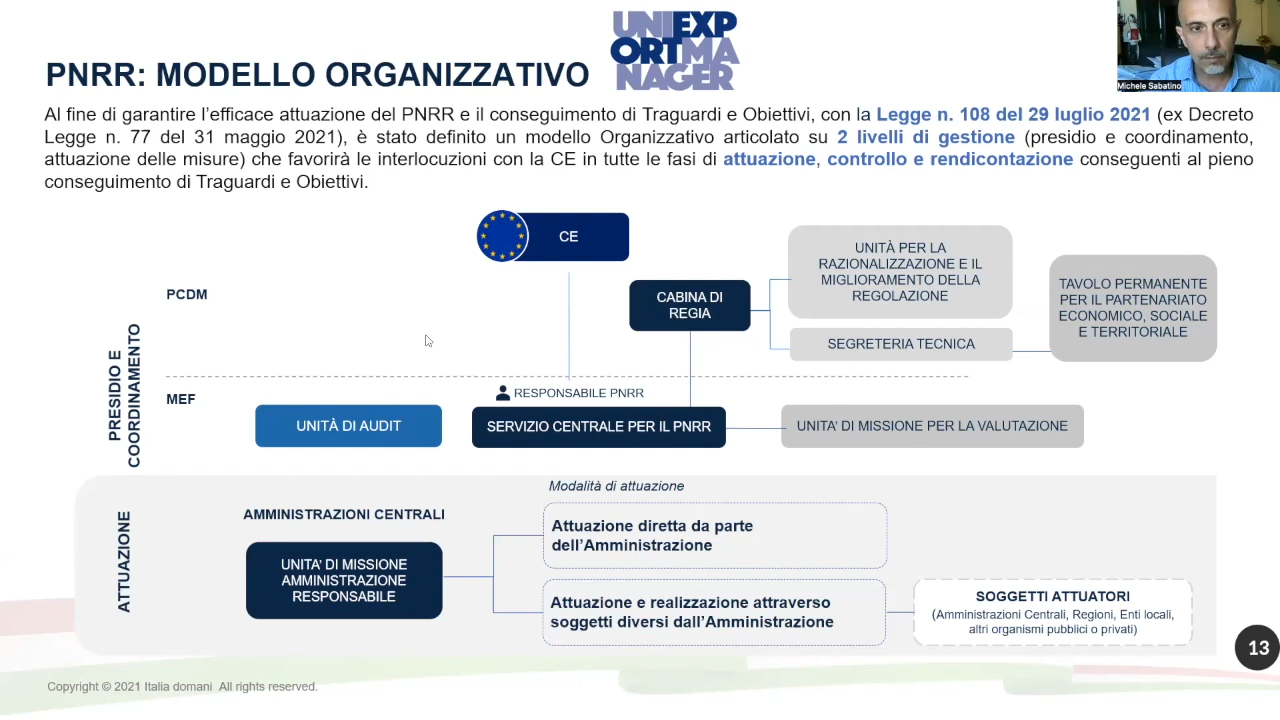 UNIEXP
ORTMA
NAGER
Michele Sabatino
PNRR: MODELLO ORGANIZZATIVO
Al fine di garantire l’efficace attuazione del PNRR e il conseguimento di Traguardi e Obiettivi, con la Legge n. 108 del 29 luglio 2021 (ex Decreto
Legge n. 77 del 31 maggio 2021), è stato definito un modello Organizzativo articolato su 2 livelli di gestione (presidio e coordinamento,
attuazione delle misure) che favorirà le interlocuzioni con la CE in tutte le fasi di attuazione, controllo e rendicontazione conseguenti al pieno
conseguimento di Traguardi e Obiettivi.
PRESIDIO E
COORDINAMENTO
PCDM
CE
CABINA DI
REGIA
UNITÀ PER LA
RAZIONALIZZAZIONE E IL
MIGLIORAMENTO DELLA
REGOLAZIONE
SEGRETERIA TECNICA
TAVOLO PERMANENTE
PER IL PARTENARIATO
ECONOMICO, SOCIALE
E TERRITORIALE
MEF
RESPONSABILE PNRR
UNITÀ DI AUDIT
SERVIZIO CENTRALE PER IL PNRR
UNITA’ DI MISSIONE PER LA VALUTAZIONE
ATTUAZIONE
Modalità di attuazione
AMMINISTRAZIONI CENTRALI
UNITA’ DI MISSIONE
AMMINISTRAZIONE
RESPONSABILE
Attuazione diretta da parte
dell’Amministrazione
Attuazione e realizzazione attraverso
soggetti diversi dall’Amministrazione
SOGGETTI ATTUATORI
(Amministrazioni Centrali, Regioni, Enti locali,
altri organismi pubblici o privati)
13
Copyright © 2021 Italia domani All rights reserved.